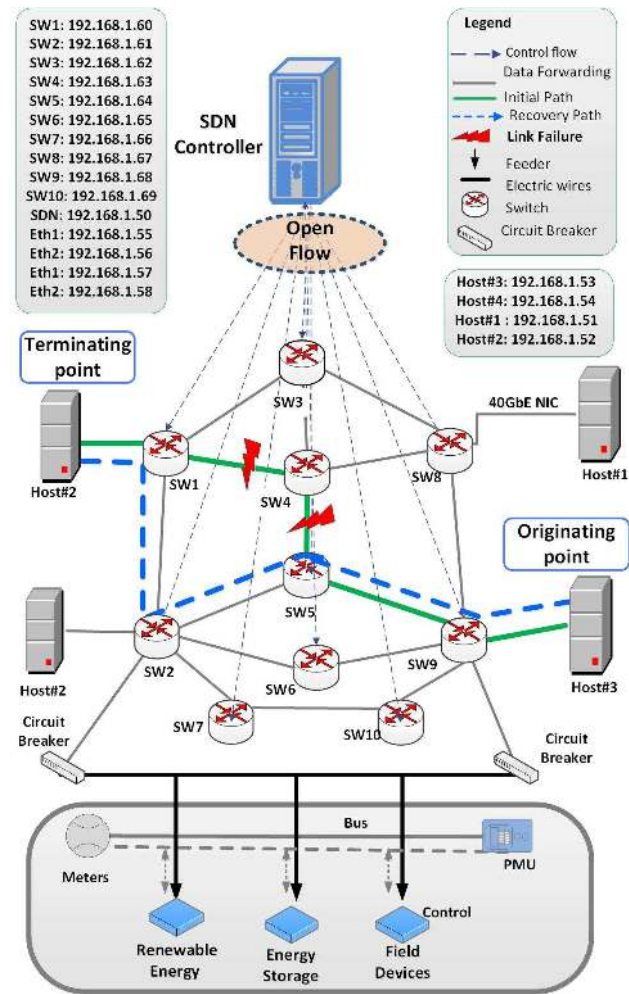 SW1: 192.168.1.60
SW2: 192.168.1.61
SW3: 192.168.1.62
SW4: 192.168.1.63
SW5: 192.168.1.64
SW6: 192.168.1.65
SW7: 192.168.1.66
SW8: 192.168.1.67
SW9: 192.168.1.68
SW10: 192.168.1.69
SDN: 192.168.1.50
Eth1: 192.168.1.55
Eth2: 192.168.1.56
Eth1: 192.168.1.57
Eth2: 192.168.1.58
SDN
Controller
Open
Flow
Legend
Control flow
Data Forwarding
Initial Path
Recovery Path
Link Failure
Feeder
Electric wires
Switch
Circuit Breaker
Host#3: 192.168.1.53
Host#4: 192.168.1.54
Host#1 : 192.168.1.51
Host#2: 192.168.1.52
Terminating
point
SW3
40GbE NIC
Host#2
SW1
SW4
SW8
Host#1
Originating
point
SW5
SW2
SW9
Host#2
SW6
Host#3
SW7
SW10
Circuit
Breaker
Circuit
Breaker
Bus
Meters
PMU
Control
Renewable
Energy
Energy
Storage
Field
Devices